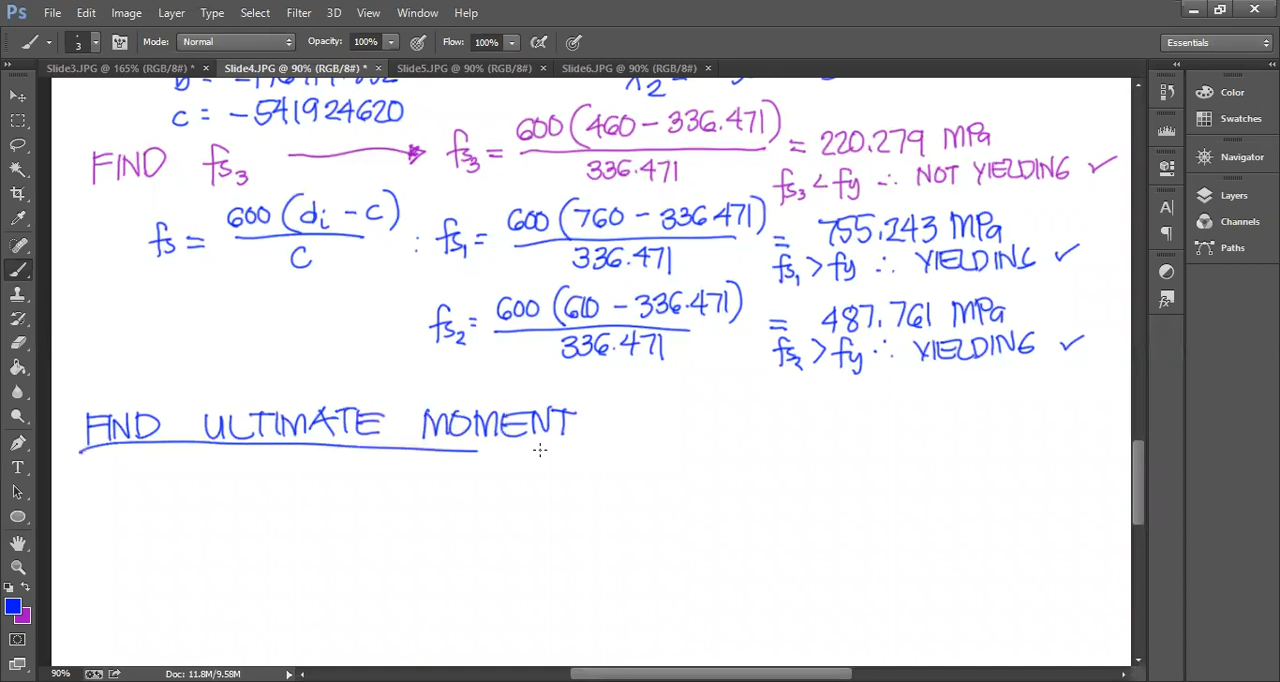 Ps File Edit Image Layer Type Select Filter 3D View Window Help
3 Mode: Normal Opacity: 100% Flow: 100% Essentials
Slide3.JPG @ 165% (RGB/8#) * × Slide4.JPG @ 90% (RGB/8#) * × Slide5.JPG @ 90% (RGB/8#) × Slide6.JPG @ 90% (RGB/8#) ×
c = -541924620
FIND fs3 → fs3 = 600(460 - 336.471) / 336.471 = 220.279 MPa
fs3 < fy ∴ NOT YIELDING ✓
fs = 600(di - c) / c : fs1 = 600(760 - 336.471) / 336.471 = 755.243 MPa
fs1 > fy ∴ YIELDING ✓
fs2 = 600(610 - 336.471) / 336.471 = 487.761 MPa
fs2 > fy ∴ YIELDING ✓
FIND ULTIMATE MOMENT
Color
Swatches
Navigator
Layers
Channels
Paths
90% Doc: 11.8M/9.58M